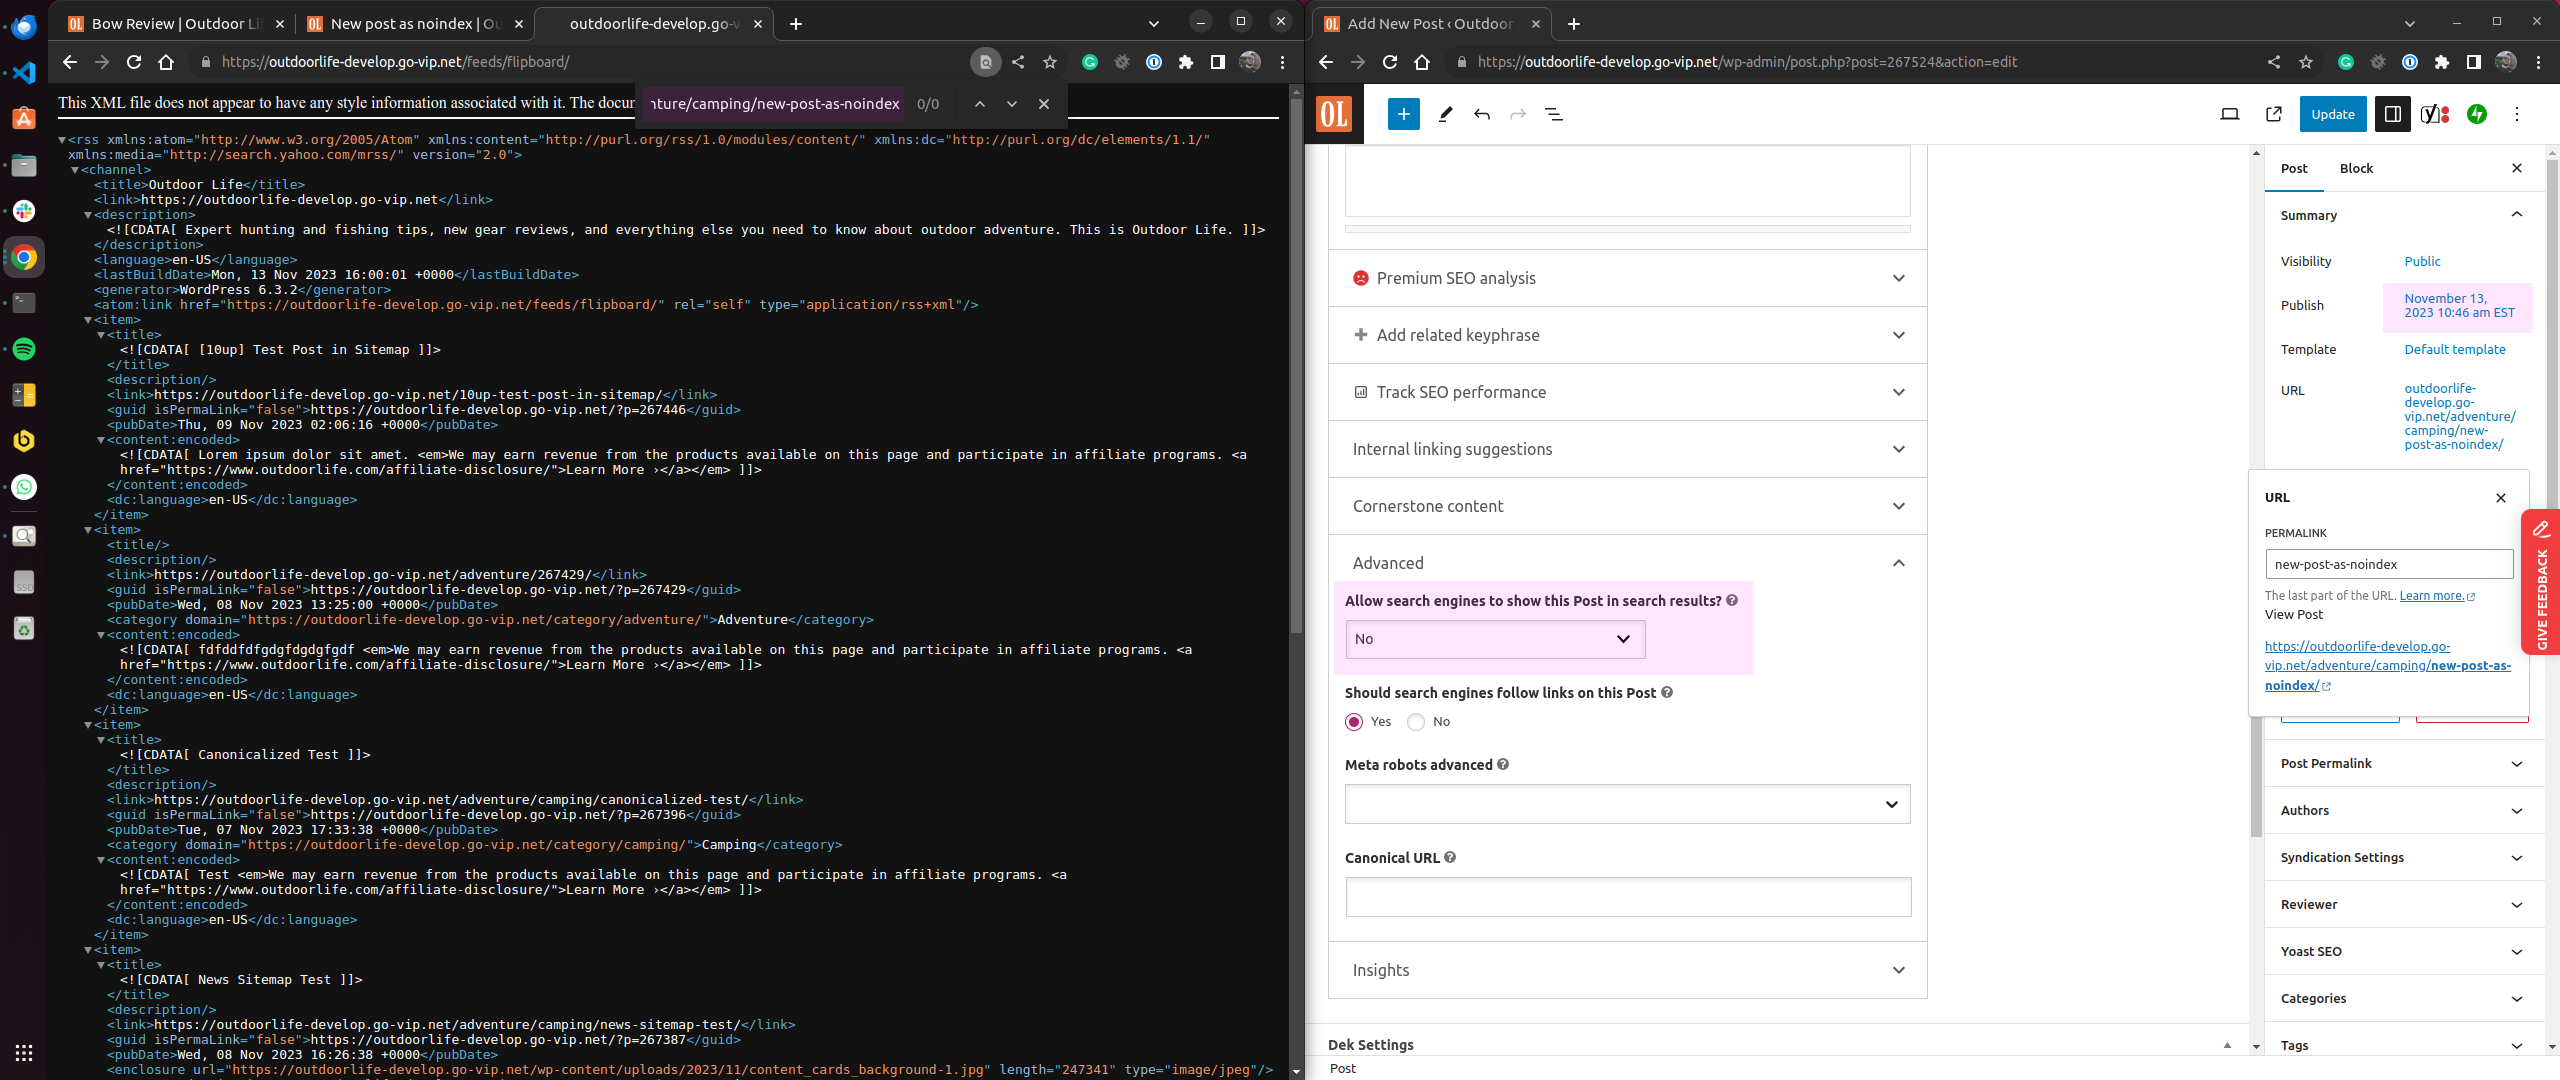 Bow Review | Outdoor Li
New post as noindex | Ou
outdoorlife-develop.go-v
https://outdoorlife-develop.go-vip.net/feeds/flipboard/
nture/camping/new-post-as-noindex 0/0
This XML file does not appear to have any style information associated with it. The docum
<rss xmlns:atom="http://www.w3.org/2005/Atom" xmlns:content="http://purl.org/rss/1.0/modules/content/" xmlns:dc="http://purl.org/dc/elements/1.1/"
xmlns:media="http://search.yahoo.com/mrss/" version="2.0">
<channel>
<title>Outdoor Life</title>
<link>https://outdoorlife-develop.go-vip.net</link>
<description>
<![CDATA[ Expert hunting and fishing tips, new gear reviews, and everything else you need to know about outdoor adventure. This is Outdoor Life. ]]>
</description>
<language>en-US</language>
<lastBuildDate>Mon, 13 Nov 2023 16:00:01 +0000</lastBuildDate>
<generator>WordPress 6.3.2</generator>
<atom:link href="https://outdoorlife-develop.go-vip.net/feeds/flipboard/" rel="self" type="application/rss+xml"/>
<item>
<title>
<![CDATA[ [10up] Test Post in Sitemap ]]>
</title>
<description/>
<link>https://outdoorlife-develop.go-vip.net/10up-test-post-in-sitemap/</link>
<guid isPermaLink="false">https://outdoorlife-develop.go-vip.net/?p=267446</guid>
<pubDate>Thu, 09 Nov 2023 02:06:16 +0000</pubDate>
<content:encoded>
<![CDATA[ Lorem ipsum dolor sit amet. <em>We may earn revenue from the products available on this page and participate in affiliate programs. <a
href="https://www.outdoorlife.com/affiliate-disclosure/">Learn More ›</a></em> ]]>
</content:encoded>
<dc:language>en-US</dc:language>
</item>
<item>
<title/>
<description/>
<link>https://outdoorlife-develop.go-vip.net/adventure/267429/</link>
<guid isPermaLink="false">https://outdoorlife-develop.go-vip.net/?p=267429</guid>
<pubDate>Wed, 08 Nov 2023 13:25:00 +0000</pubDate>
<category domain="https://outdoorlife-develop.go-vip.net/category/adventure/">Adventure</category>
<content:encoded>
<![CDATA[ fdfddfdfgdgfdgdgfgdf <em>We may earn revenue from the products available on this page and participate in affiliate programs. <a
href="https://www.outdoorlife.com/affiliate-disclosure/">Learn More ›</a></em> ]]>
</content:encoded>
<dc:language>en-US</dc:language>
</item>
<item>
<title>
<![CDATA[ Canonicalized Test ]]>
</title>
<description/>
<link>https://outdoorlife-develop.go-vip.net/adventure/camping/canonicalized-test/</link>
<guid isPermaLink="false">https://outdoorlife-develop.go-vip.net/?p=267396</guid>
<pubDate>Tue, 07 Nov 2023 17:33:38 +0000</pubDate>
<category domain="https://outdoorlife-develop.go-vip.net/category/camping/">Camping</category>
<content:encoded>
<![CDATA[ Test <em>We may earn revenue from the products available on this page and participate in affiliate programs. <a
href="https://www.outdoorlife.com/affiliate-disclosure/">Learn More ›</a></em> ]]>
</content:encoded>
<dc:language>en-US</dc:language>
</item>
<item>
<title>
<![CDATA[ News Sitemap Test ]]>
</title>
<description/>
<link>https://outdoorlife-develop.go-vip.net/adventure/camping/news-sitemap-test/</link>
<guid isPermaLink="false">https://outdoorlife-develop.go-vip.net/?p=267387</guid>
<pubDate>Wed, 08 Nov 2023 16:26:38 +0000</pubDate>
<enclosure url="https://outdoorlife-develop.go-vip.net/wp-content/uploads/2023/11/content_cards_background-1.jpg" length="247341" type="image/jpeg"/>
Add New Post ‹ Outdoor
https://outdoorlife-develop.go-vip.net/wp-admin/post.php?post=267524&action=edit
OL
Update
Premium SEO analysis
Add related keyphrase
Track SEO performance
Internal linking suggestions
Cornerstone content
Advanced
Allow search engines to show this Post in search results?
No
Should search engines follow links on this Post
Yes No
Meta robots advanced
Canonical URL
Insights
Dek Settings
Post
Post Block
Summary
Visibility Public
Publish November 13,
2023 10:46 am EST
Template Default template
URL outdoorlife-
develop.go-
vip.net/adventure/
camping/new-
post-as-noindex/
URL
PERMALINK
new-post-as-noindex
The last part of the URL. Learn more.
View Post
https://outdoorlife-develop.go-
vip.net/adventure/camping/new-post-as-
noindex/
GIVE FEEDBACK
Post Permalink
Authors
Syndication Settings
Reviewer
Yoast SEO
Categories
Tags